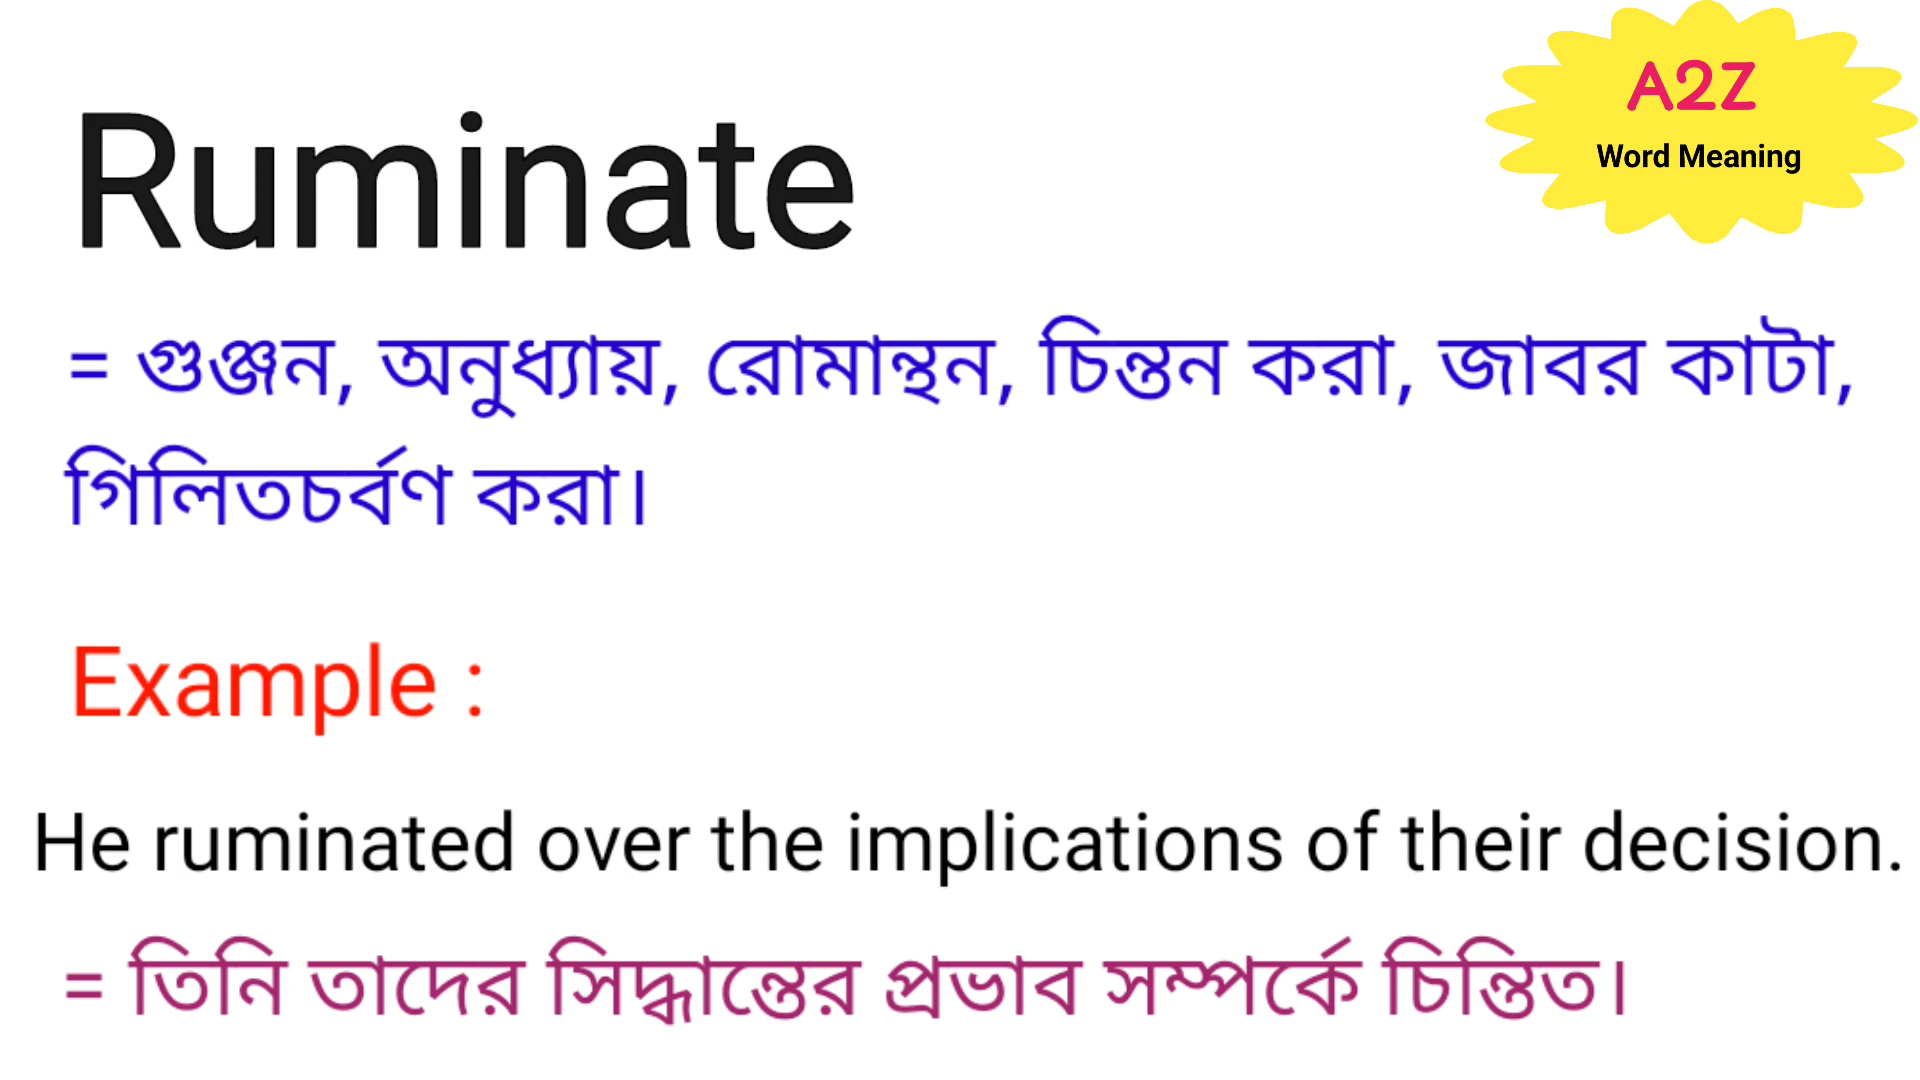 A2Z
Word Meaning
Ruminate
= গুঞ্জন, অনুধ্যায়, রোমান্থন, চিন্তন করা, জাবর কাটা,
গিলিতচর্বণ করা।
Example :
He ruminated over the implications of their decision.
= তিনি তাদের সিদ্ধান্তের প্রভাব সম্পর্কে চিন্তিত।